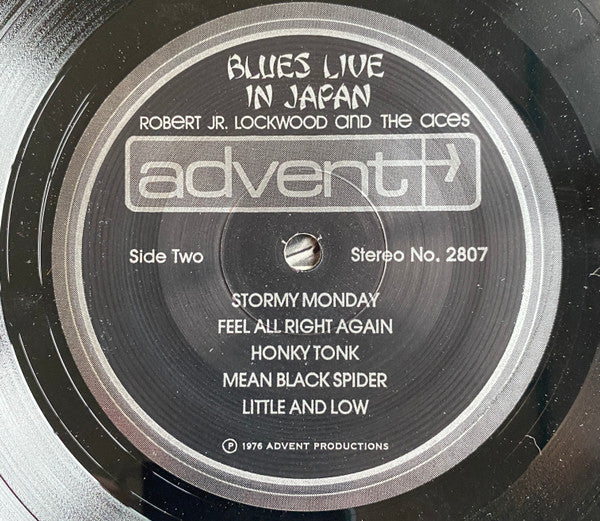 BLUES LIVE
IN JAPAN
ROBERT JR. LOCKWOOD AND THE ACES
advent
Side Two
Stereo No. 2807
STORMY MONDAY
FEEL ALL RIGHT AGAIN
HONKY TONK
MEAN BLACK SPIDER
LITTLE AND LOW
℗ 1976 ADVENT PRODUCTIONS